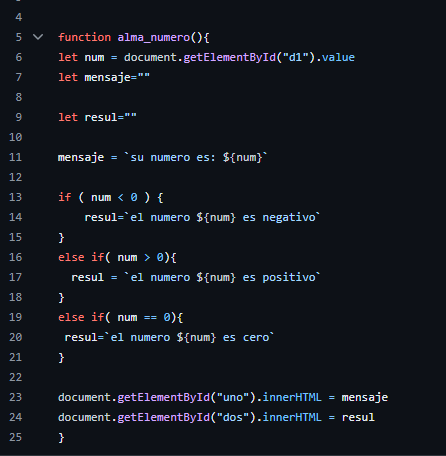 4
5 function alma_numero(){
6 let num = document.getElementById("d1").value
7 let mensaje=""
8
9 let resul=""
10
11 mensaje = `su numero es: ${num}`
12
13 if ( num < 0 ) {
14 resul=`el numero ${num} es negativo`
15 }
16 else if( num > 0){
17 resul = `el numero ${num} es positivo`
18 }
19 else if( num == 0){
20 resul=`el numero ${num} es cero`
21 }
22
23 document.getElementById("uno").innerHTML = mensaje
24 document.getElementById("dos").innerHTML = resul
25 }